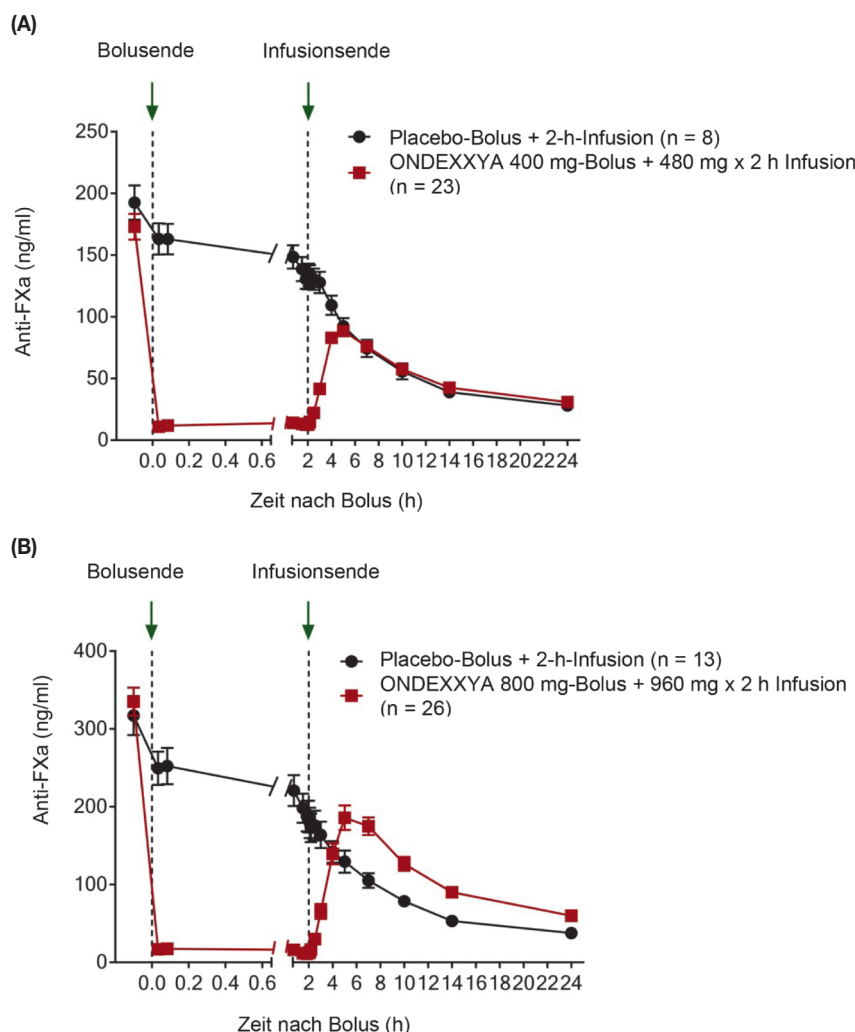 (A)
Bolusende Infusionsende
Placebo-Bolus + 2-h-Infusion (n = 8)
ONDEXXYA 400 mg-Bolus + 480 mg x 2 h Infusion
(n = 23)
Anti-FXa (ng/ml)
250
200
150
100
50
0
0.0 0.2 0.4 0.6 2 4 6 8 10 12 14 16 18 20 22 24
Zeit nach Bolus (h)
(B)
Bolusende Infusionsende
Placebo-Bolus + 2-h-Infusion (n = 13)
ONDEXXYA 800 mg-Bolus + 960 mg x 2 h Infusion
(n = 26)
Anti-FXa (ng/ml)
400
300
200
100
0
0.0 0.2 0.4 0.6 2 4 6 8 10 12 14 16 18 20 22 24
Zeit nach Bolus (h)